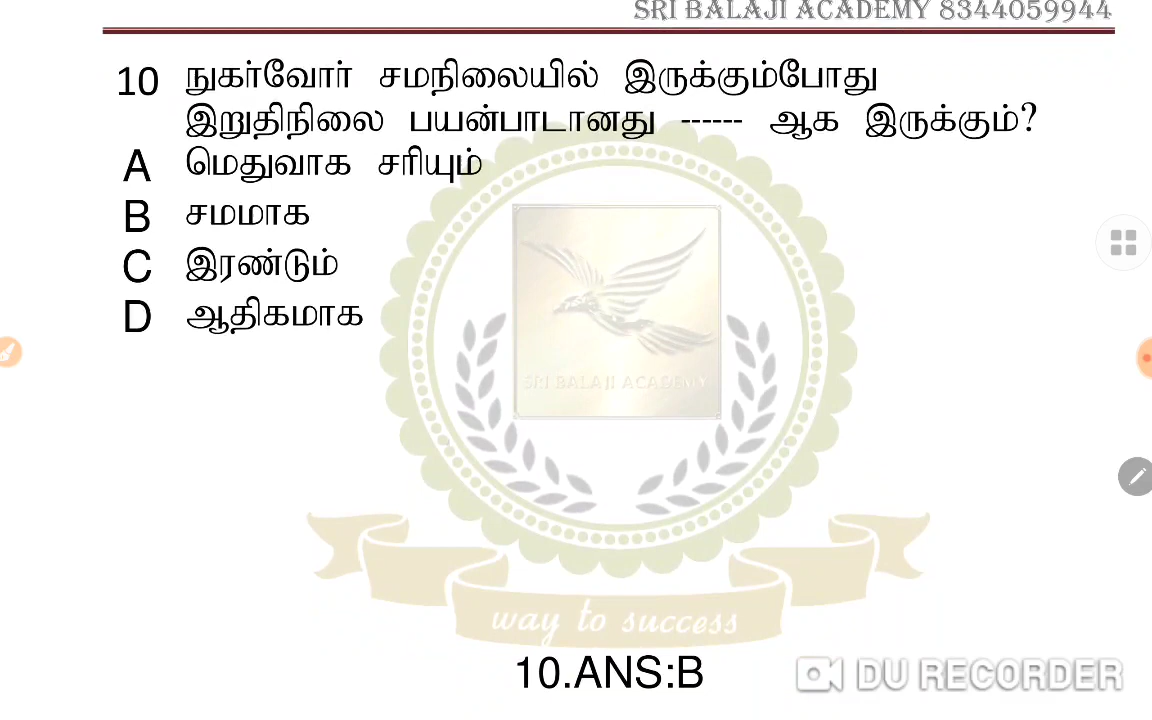 SRI BALAJI ACADEMY 8344059944
10 நுகர்வோர் சமநிலையில் இருக்கும்போது
இறுதிநிலை பயன்பாடானது ------ ஆக இருக்கும்?
A மெதுவாக சரியும்
B சமமாக
C இரண்டும்
D ஆதிகமாக
SRI BALAJI ACADEMY
way to success
10.ANS:B
DU RECORDER